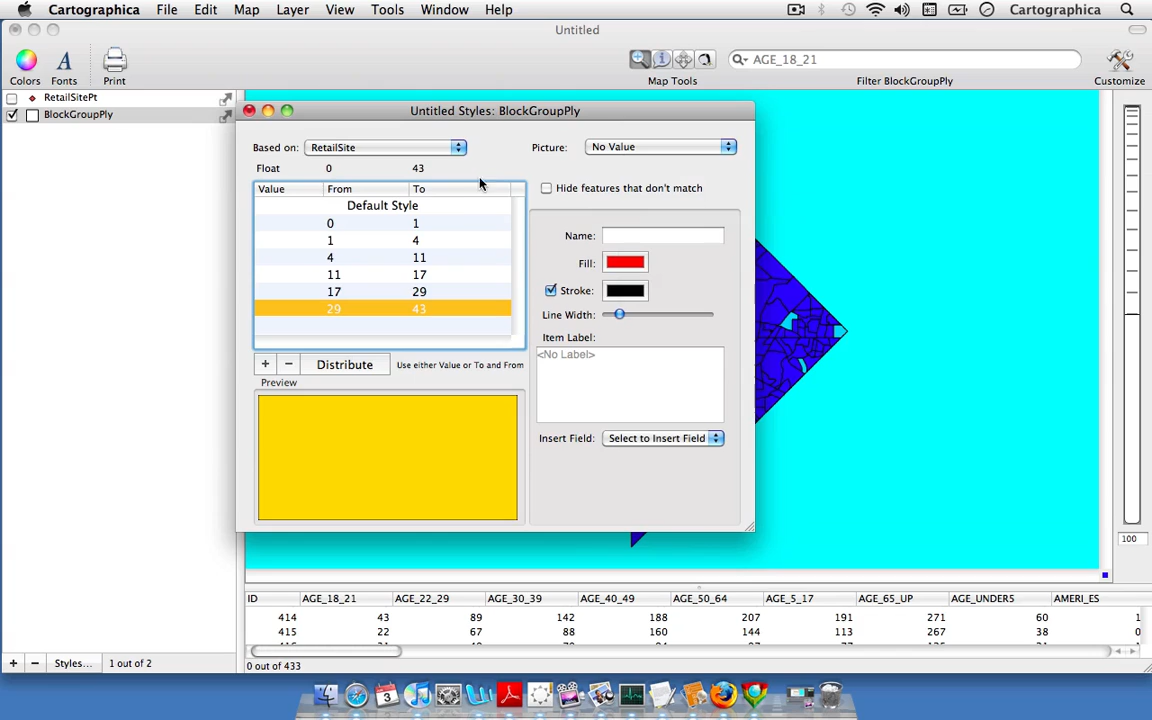 Cartographica File Edit Map Layer View Tools Window Help Cartographica
Untitled
AGE_18_21
Colors Fonts Print Map Tools Filter BlockGroupPly Customize
RetailSitePt
BlockGroupPly
Untitled Styles: BlockGroupPly
Based on: RetailSite Picture: No Value
Float 0 43
Value From To
Hide features that don't match
Default Style
0 1
1 4
4 11
11 17
17 29
29 43
Name:
Fill:
Stroke:
Line Width:
Item Label:
<No Label>
+ − Distribute Use either Value or To and From
Preview
Insert Field: Select to Insert Field
100
ID AGE_18_21 AGE_22_29 AGE_30_39 AGE_40_49 AGE_50_64 AGE_5_17 AGE_65_UP AGE_UNDER5 AMERI_ES
414 43 89 142 188 207 191 271 60 1
415 22 67 88 160 144 113 267 38 0
+ − Styles... 1 out of 2 0 out of 433
3